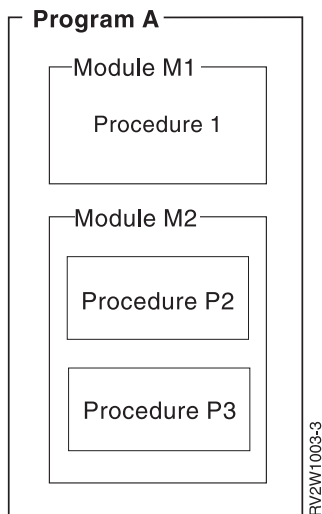 Program A
Module M1
Procedure 1
Module M2
Procedure P2
Procedure P3
RV2W1003-3